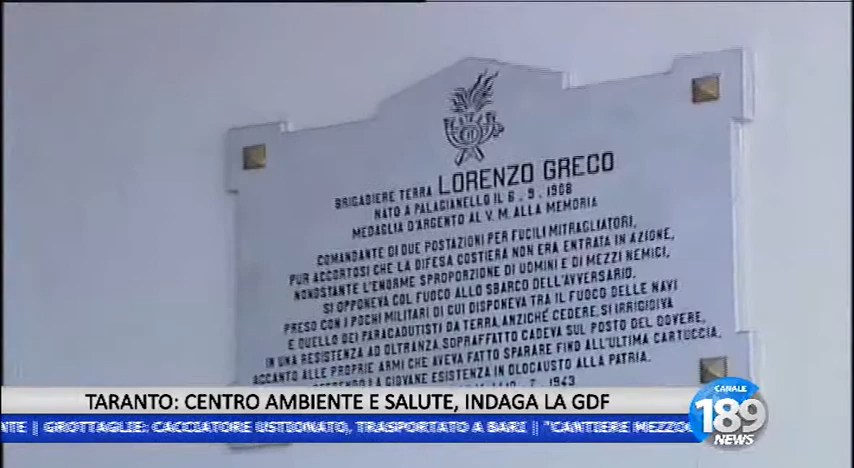 BRIGADIERE TERRA LORENZO GRECO
NATO A PALAGIANELLO IL 6.9.1908
MEDAGLIA D'ARGENTO AL V.M. ALLA MEMORIA
COMANDANTE DI DUE POSTAZIONI PER FUCILI MITRAGLIATORI,
PUR ACCORTOSI CHE LA DIFESA COSTIERA NON ERA ENTRATA IN AZIONE,
NONOSTANTE L'ENORME SPROPORZIONE DI UOMINI E DI MEZZI NEMICI,
SI OPPONEVA COL FUOCO ALLO SBARCO DELL'AVVERSARIO.
PRESO CON I POCHI MILITARI DI CUI DISPONEVA TRA IL FUOCO DELLE NAVI
E QUELLO DEI PARACADUTISTI DA TERRA, ANZICHÉ CEDERE, SI IRRIGIDIVA
IN UNA RESISTENZA AD OLTRANZA. SOPRAFFATTO CADEVA SUL POSTO DEL DOVERE,
ACCANTO ALLE PROPRIE ARMI CHE AVEVA FATTO SPARARE FINO ALL'ULTIMA CARTUCCIA,
LA GIOVANE ESISTENZA IN OLOCAUSTO ALLA PATRIA.
7. 1943
TARANTO: CENTRO AMBIENTE E SALUTE, INDAGA LA GDF
NTE || GROTTAGLIE: CACCIATORE USTIONATO, TRASPORTATO A BARI || "CANTIERE MEZZOG
CANALE
189
NEWS